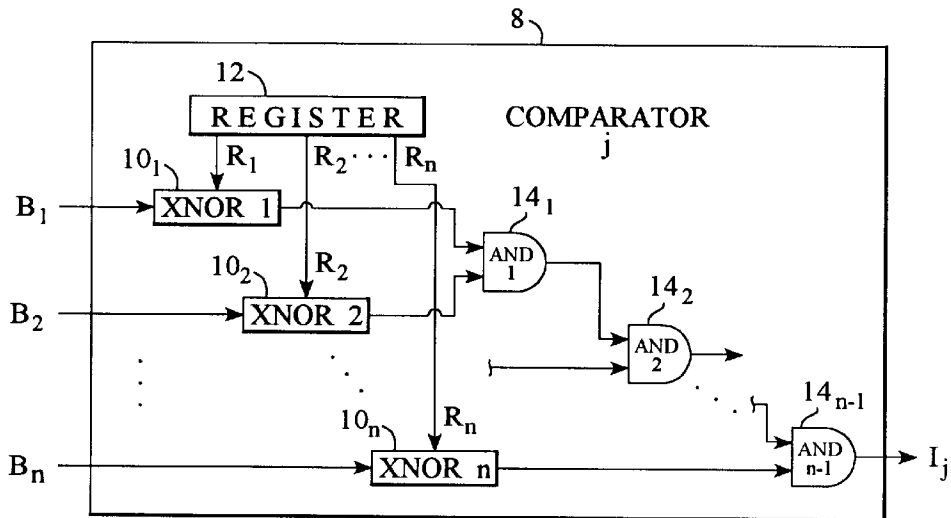 8
12
REGISTER
COMPARATOR
j
R1 R2 ... Rn
101
B1
XNOR 1
141
AND
1
R2
102
B2
XNOR 2
142
AND
2
Rn
10n
Bn
XNOR n
14n-1
AND
n-1
Ij